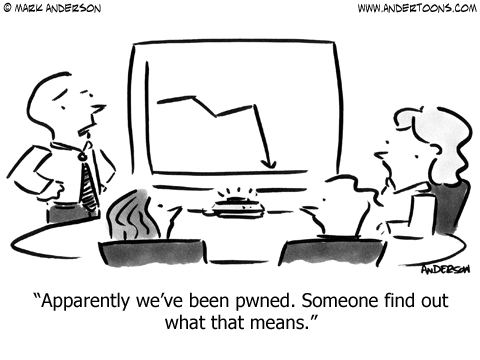 © MARK ANDERSON
WWW.ANDERTOONS.COM
ANDERSON
“Apparently we’ve been pwned. Someone find out
what that means.”